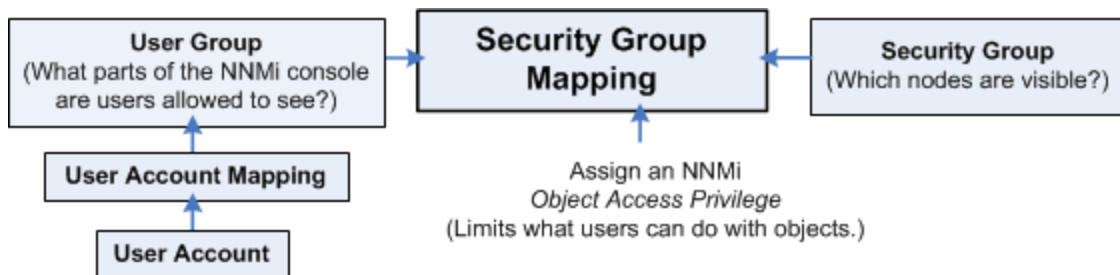 User Group
(What parts of the NNMi console
are users allowed to see?)
Security Group
Mapping
Security Group
(Which nodes are visible?)
User Account Mapping
User Account
Assign an NNMi
Object Access Privilege
(Limits what users can do with objects.)